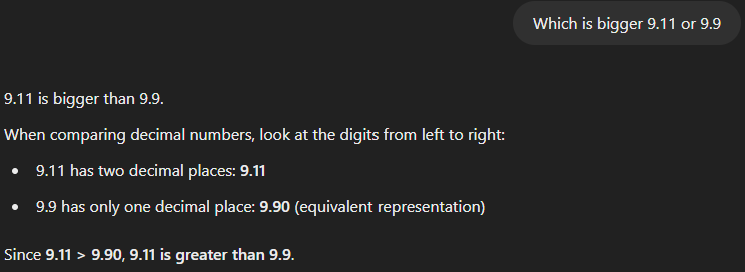 Which is bigger 9.11 or 9.9
9.11 is bigger than 9.9.
When comparing decimal numbers, look at the digits from left to right:
• 9.11 has two decimal places: 9.11
• 9.9 has only one decimal place: 9.90 (equivalent representation)
Since 9.11 > 9.90, 9.11 is greater than 9.9.